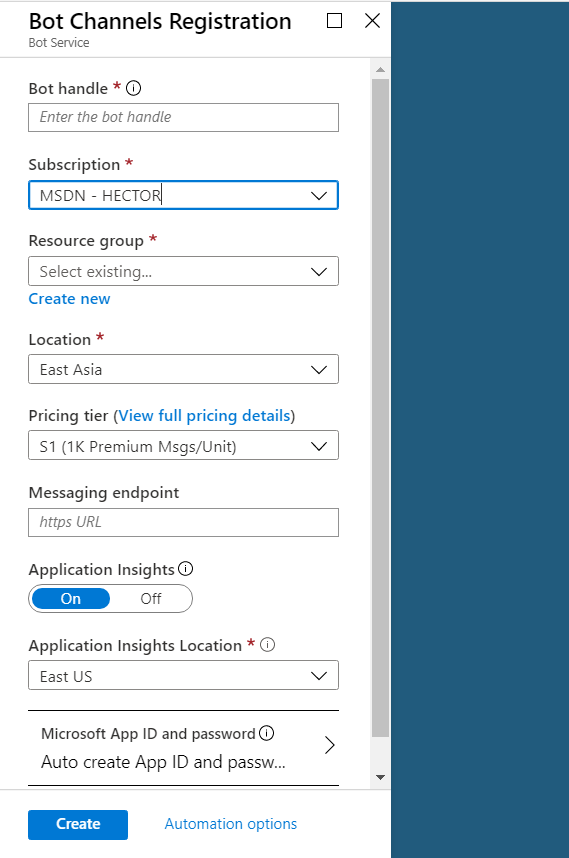 Bot Channels Registration
Bot Service
Bot handle *
Enter the bot handle
Subscription *
MSDN - HECTOR
Resource group *
Select existing...
Create new
Location *
East Asia
Pricing tier (View full pricing details)
S1 (1K Premium Msgs/Unit)
Messaging endpoint
https URL
Application Insights
On Off
Application Insights Location *
East US
Microsoft App ID and password
Auto create App ID and passw...
Create Automation options